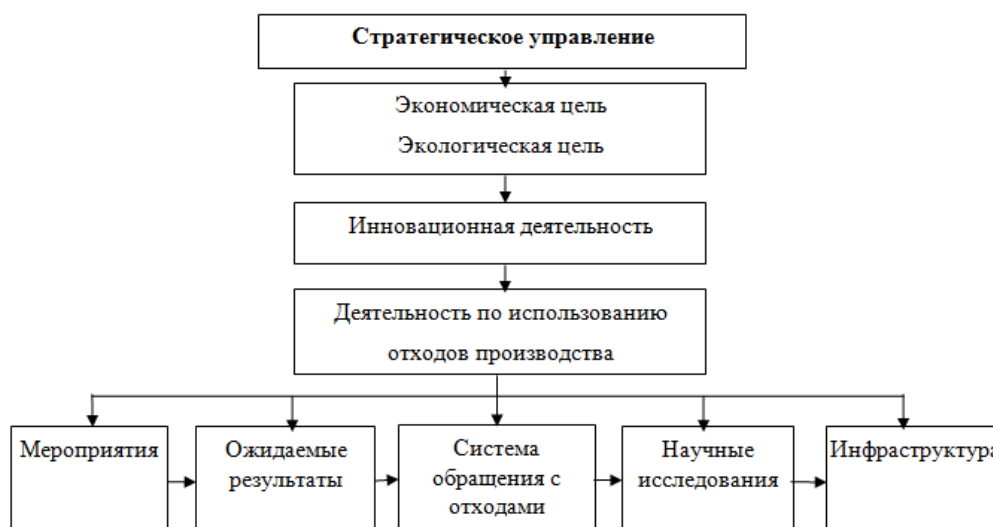 Стратегическое управление
Экономическая цель
Экологическая цель
Инновационная деятельность
Деятельность по использованию
отходов производства
Мероприятия
Ожидаемые
результаты
Система
обращения с
отходами
Научные
исследования
Инфраструктура